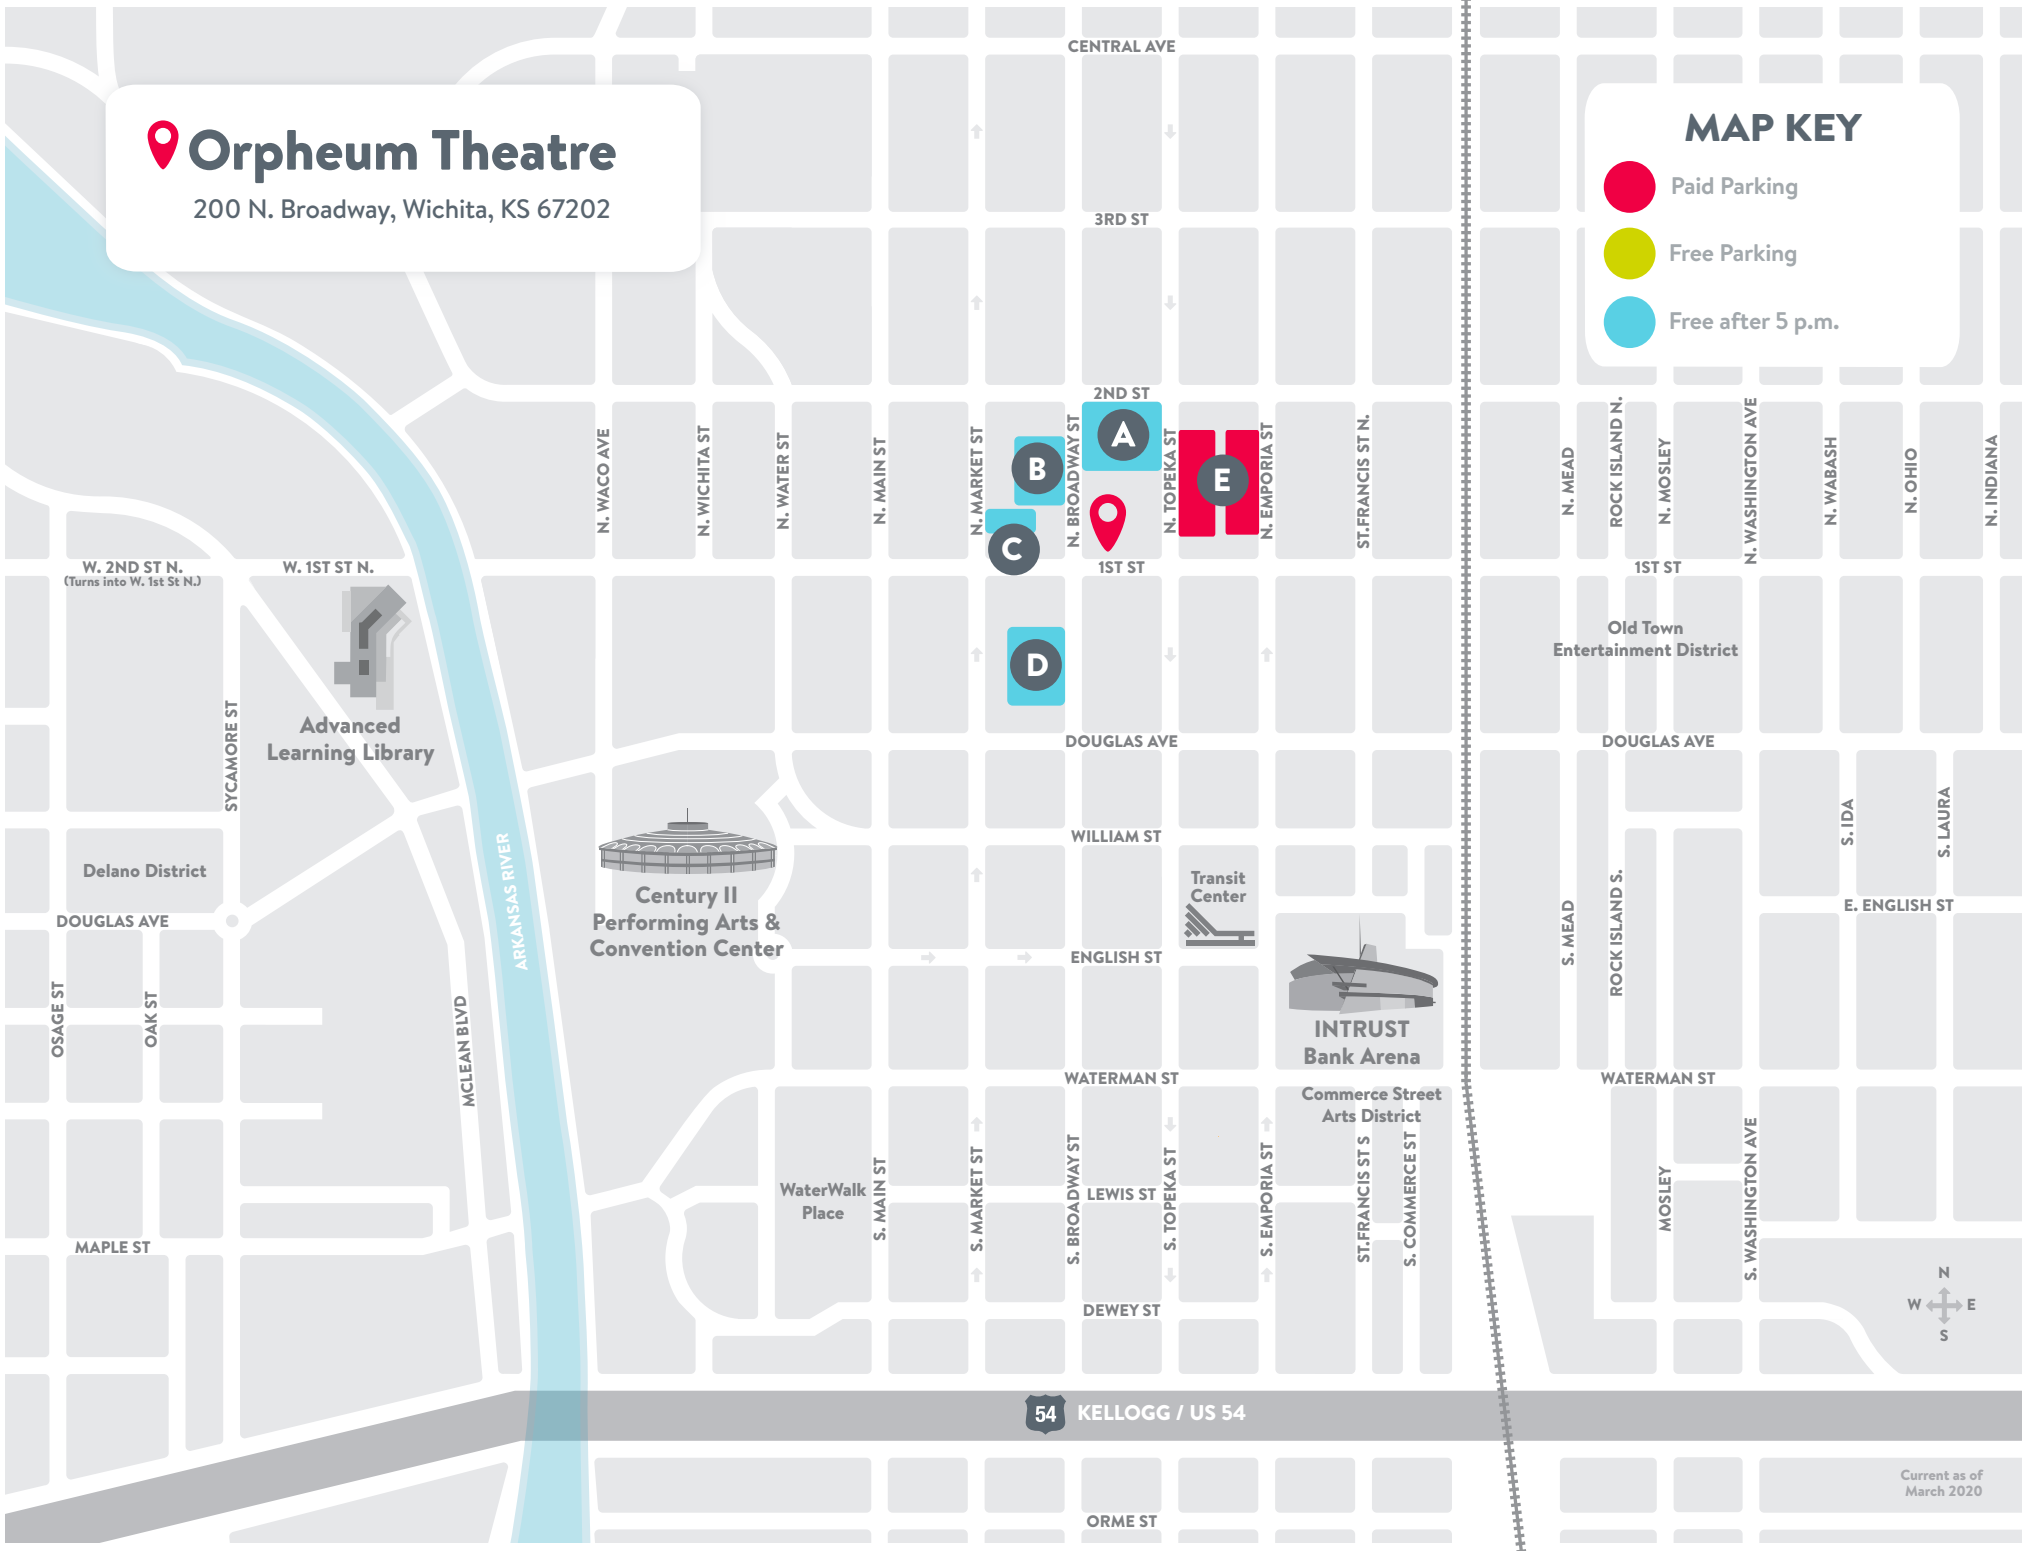 CENTRAL AVE
Orpheum Theatre
200 N. Broadway, Wichita, KS 67202
MAP KEY
Paid Parking
Free Parking
Free after 5 p.m.
3RD ST
2ND ST
N. WACO AVE
N. WICHITA ST
N. WATER ST
N. MAIN ST
N. MARKET ST
N. BROADWAY ST
N. TOPEKA ST
N. EMPORIA ST
ST.FRANCIS ST N.
N. MEAD
ROCK ISLAND N.
N. MOSLEY
N. WASHINGTON AVE
N. WABASH
N. OHIO
N. INDIANA
A
B
C
D
E
W. 2ND ST N.
(Turns into W. 1st St N.)
W. 1ST ST N.
1ST ST
1ST ST
Old Town
Entertainment District
Advanced
Learning Library
SYCAMORE ST
DOUGLAS AVE
DOUGLAS AVE
S. IDA
S. LAURA
WILLIAM ST
Delano District
DOUGLAS AVE
ARKANSAS RIVER
Century II
Performing Arts &
Convention Center
Transit
Center
E. ENGLISH ST
S. MEAD
ROCK ISLAND S.
ENGLISH ST
OSAGE ST
OAK ST
MCLEAN BLVD
INTRUST
Bank Arena
WATERMAN ST
WATERMAN ST
Commerce Street
Arts District
WaterWalk
Place
S. MAIN ST
S. MARKET ST
S. BROADWAY ST
LEWIS ST
S. TOPEKA ST
S. EMPORIA ST
ST.FRANCIS ST S
S. COMMERCE ST
MOSLEY
S. WASHINGTON AVE
MAPLE ST
DEWEY ST
N
W
E
S
54
KELLOGG / US 54
Current as of
March 2020
ORME ST